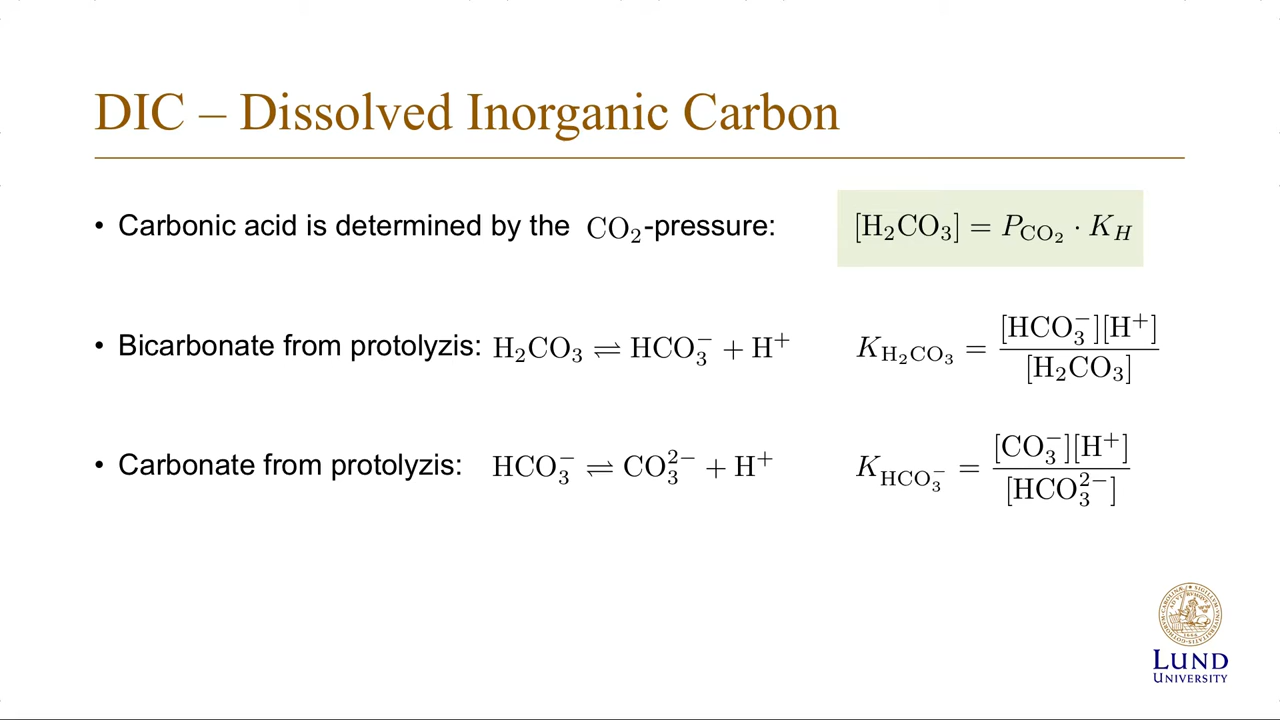 DIC – Dissolved Inorganic Carbon
• Carbonic acid is determined by the CO₂-pressure: [H₂CO₃] = P_CO₂ · K_H
• Bicarbonate from protolyzis: H₂CO₃ ⇌ HCO₃⁻ + H⁺ K_H₂CO₃ = [HCO₃⁻][H⁺] / [H₂CO₃]
• Carbonate from protolyzis: HCO₃⁻ ⇌ CO₃²⁻ + H⁺ K_HCO₃⁻ = [CO₃⁻][H⁺] / [HCO₃²⁻]
LUND
UNIVERSITY